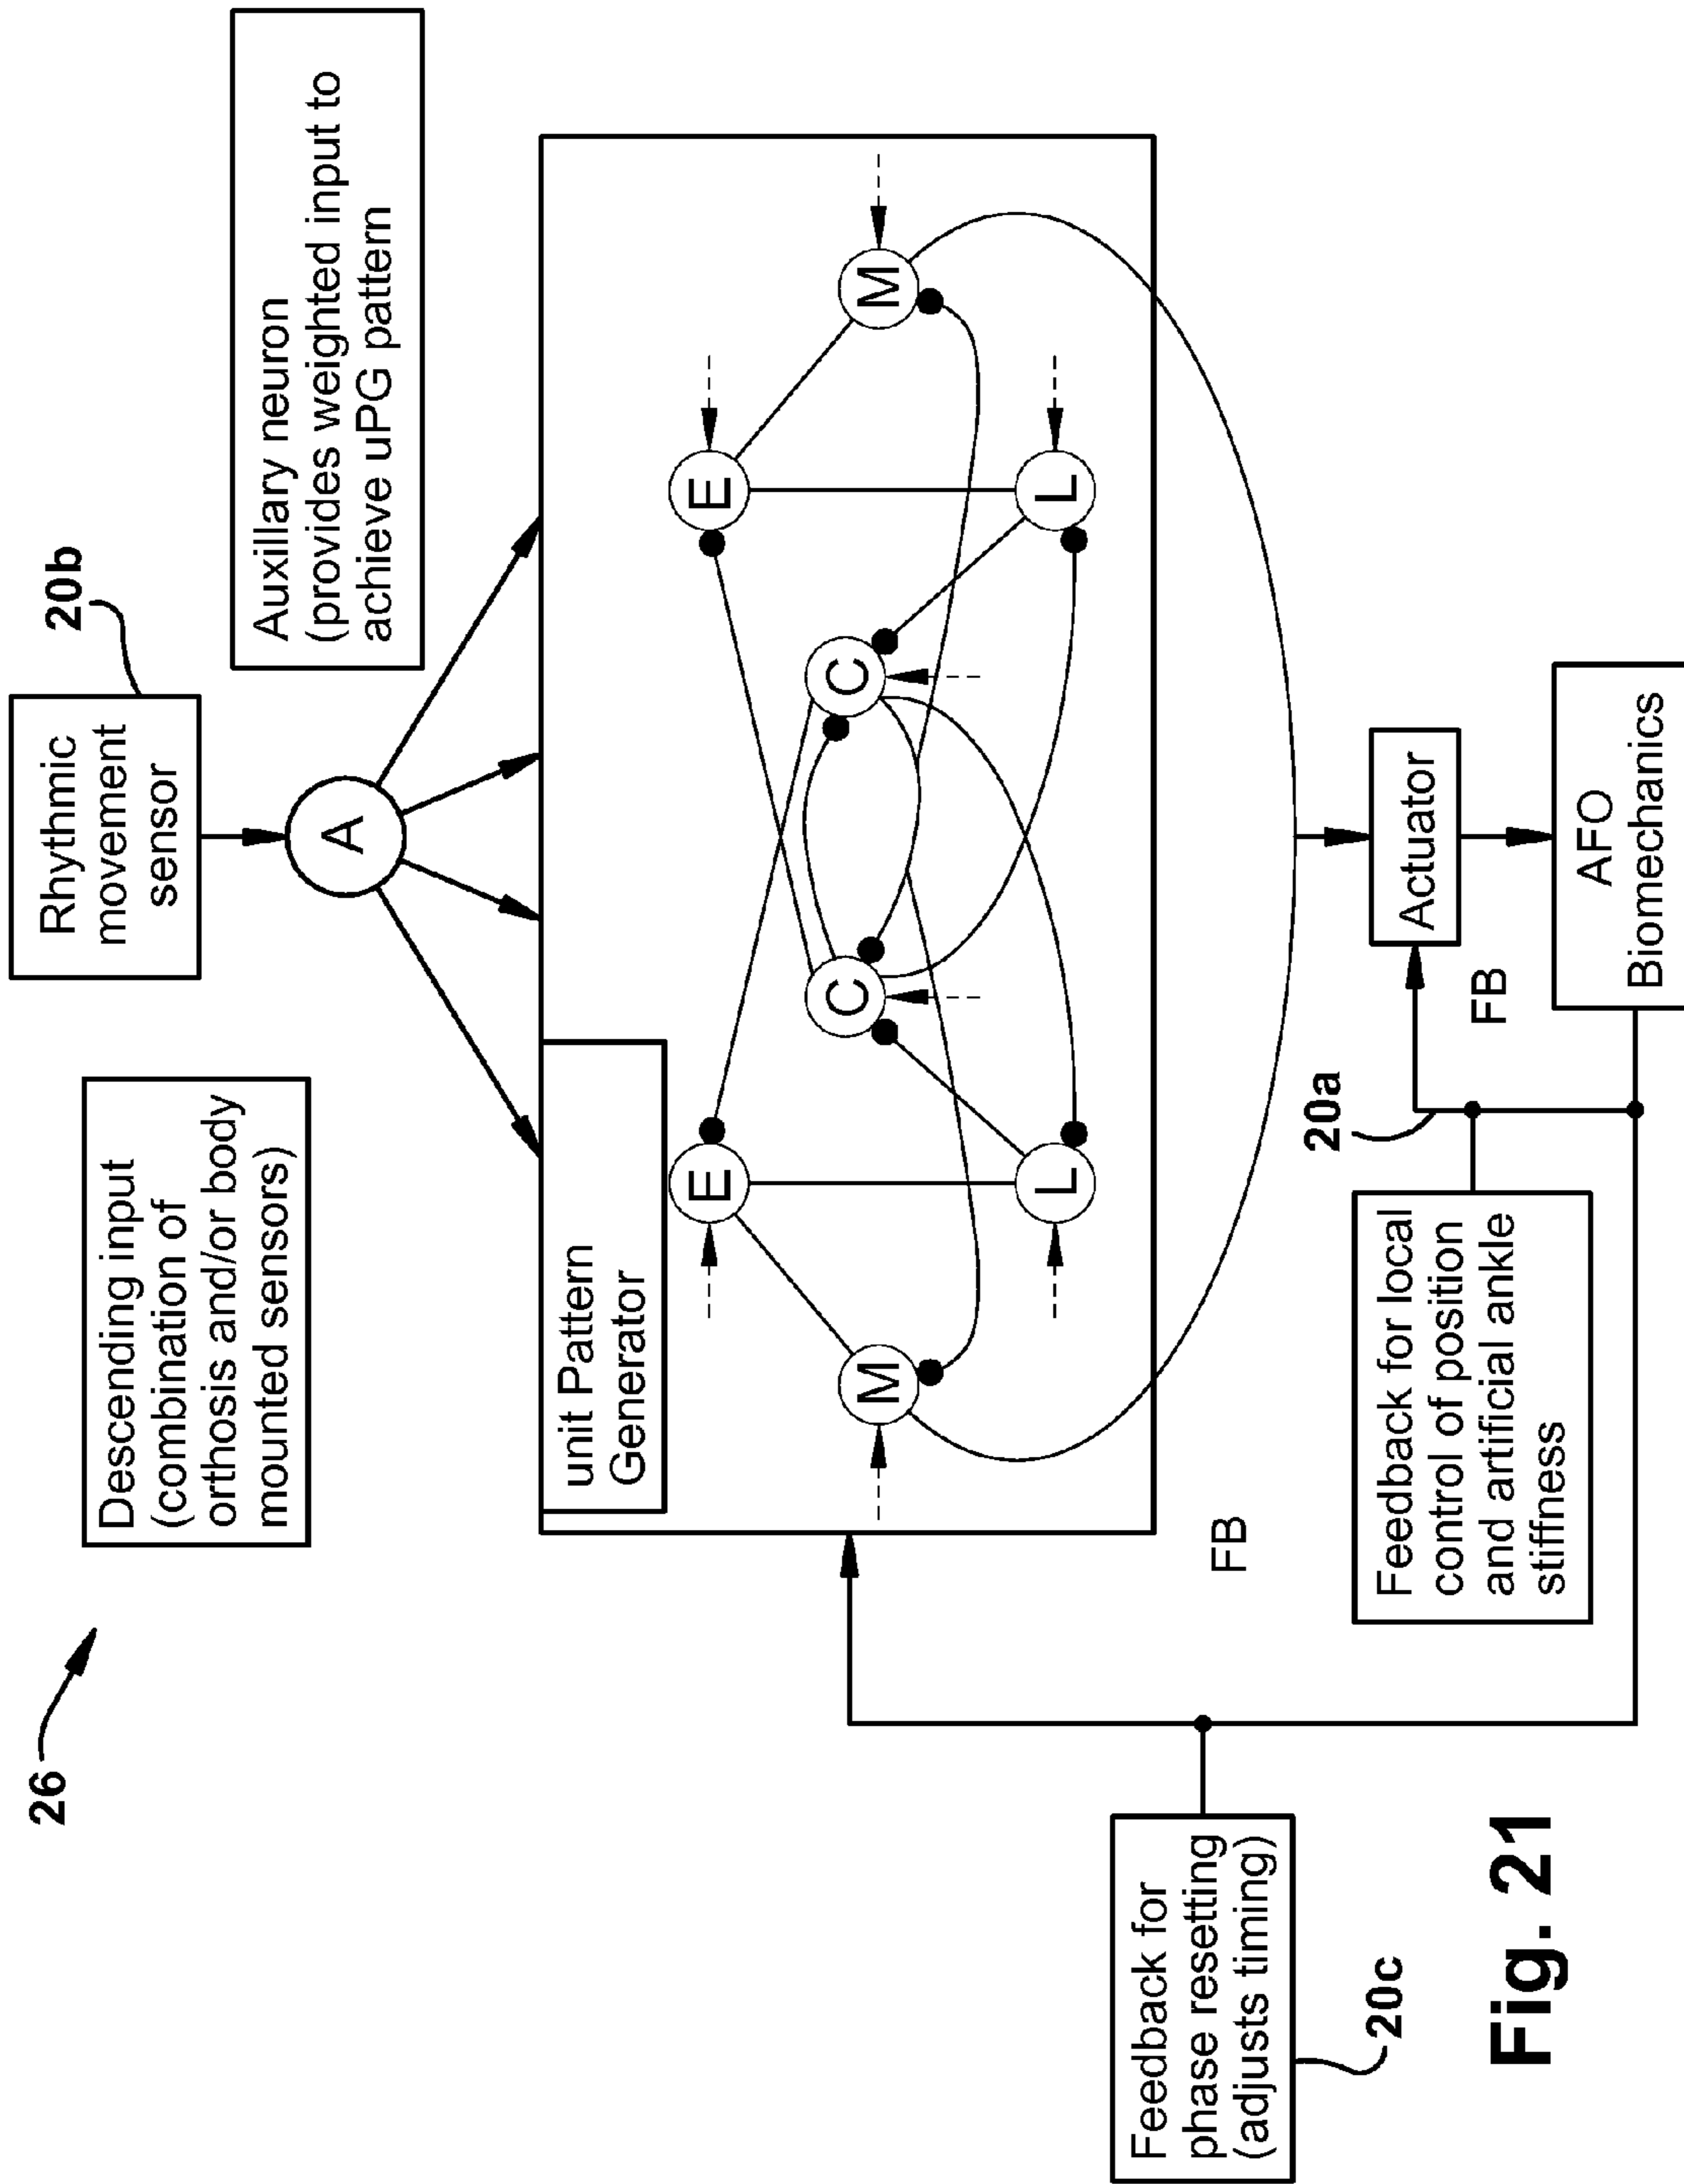 26
Descending input
(combination of
orthosis and/or body
mounted sensors)
Rhythmic
movement
sensor
20b
A
Auxillary neuron
(provides weighted input to
achieve uPG pattern
unit Pattern
Generator
E
E
M
C
C
M
L
L
FB
Feedback for
phase resetting
(adjusts timing)
20c
Feedback for local
control of position
and artificial ankle
stiffness
20a
FB
Actuator
AFO
Biomechanics
Fig. 21